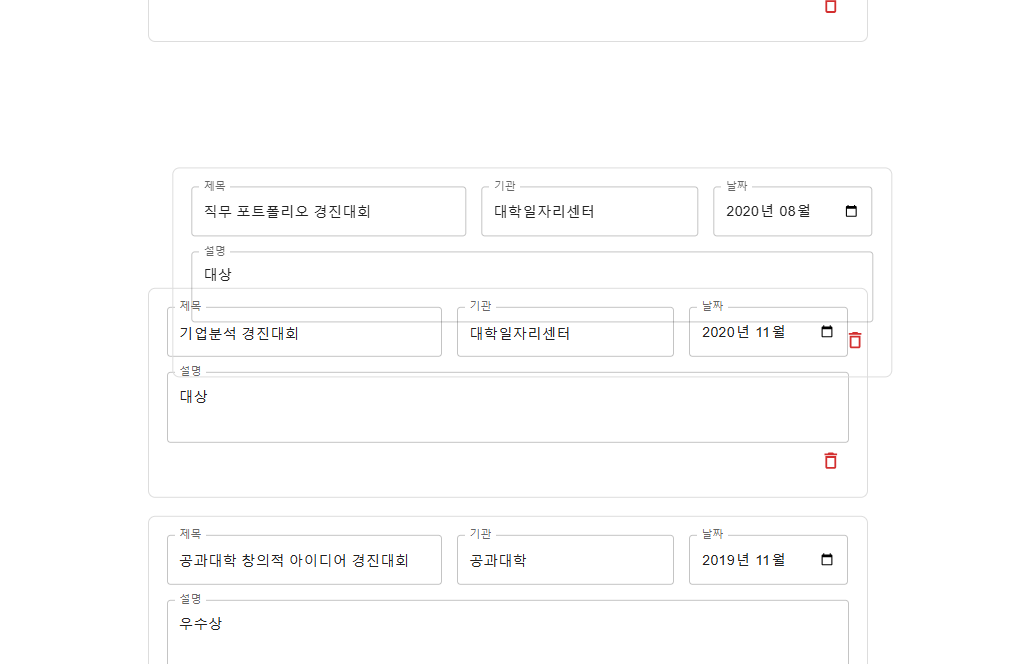 제목 기관 날짜
직무 포트폴리오 경진대회 대학일자리센터 2020년 08월
설명
대상
제목 기관 날짜
기업분석 경진대회 대학일자리센터 2020년 11월
설명
대상
제목 기관 날짜
공과대학 창의적 아이디어 경진대회 공과대학 2019년 11월
설명
우수상